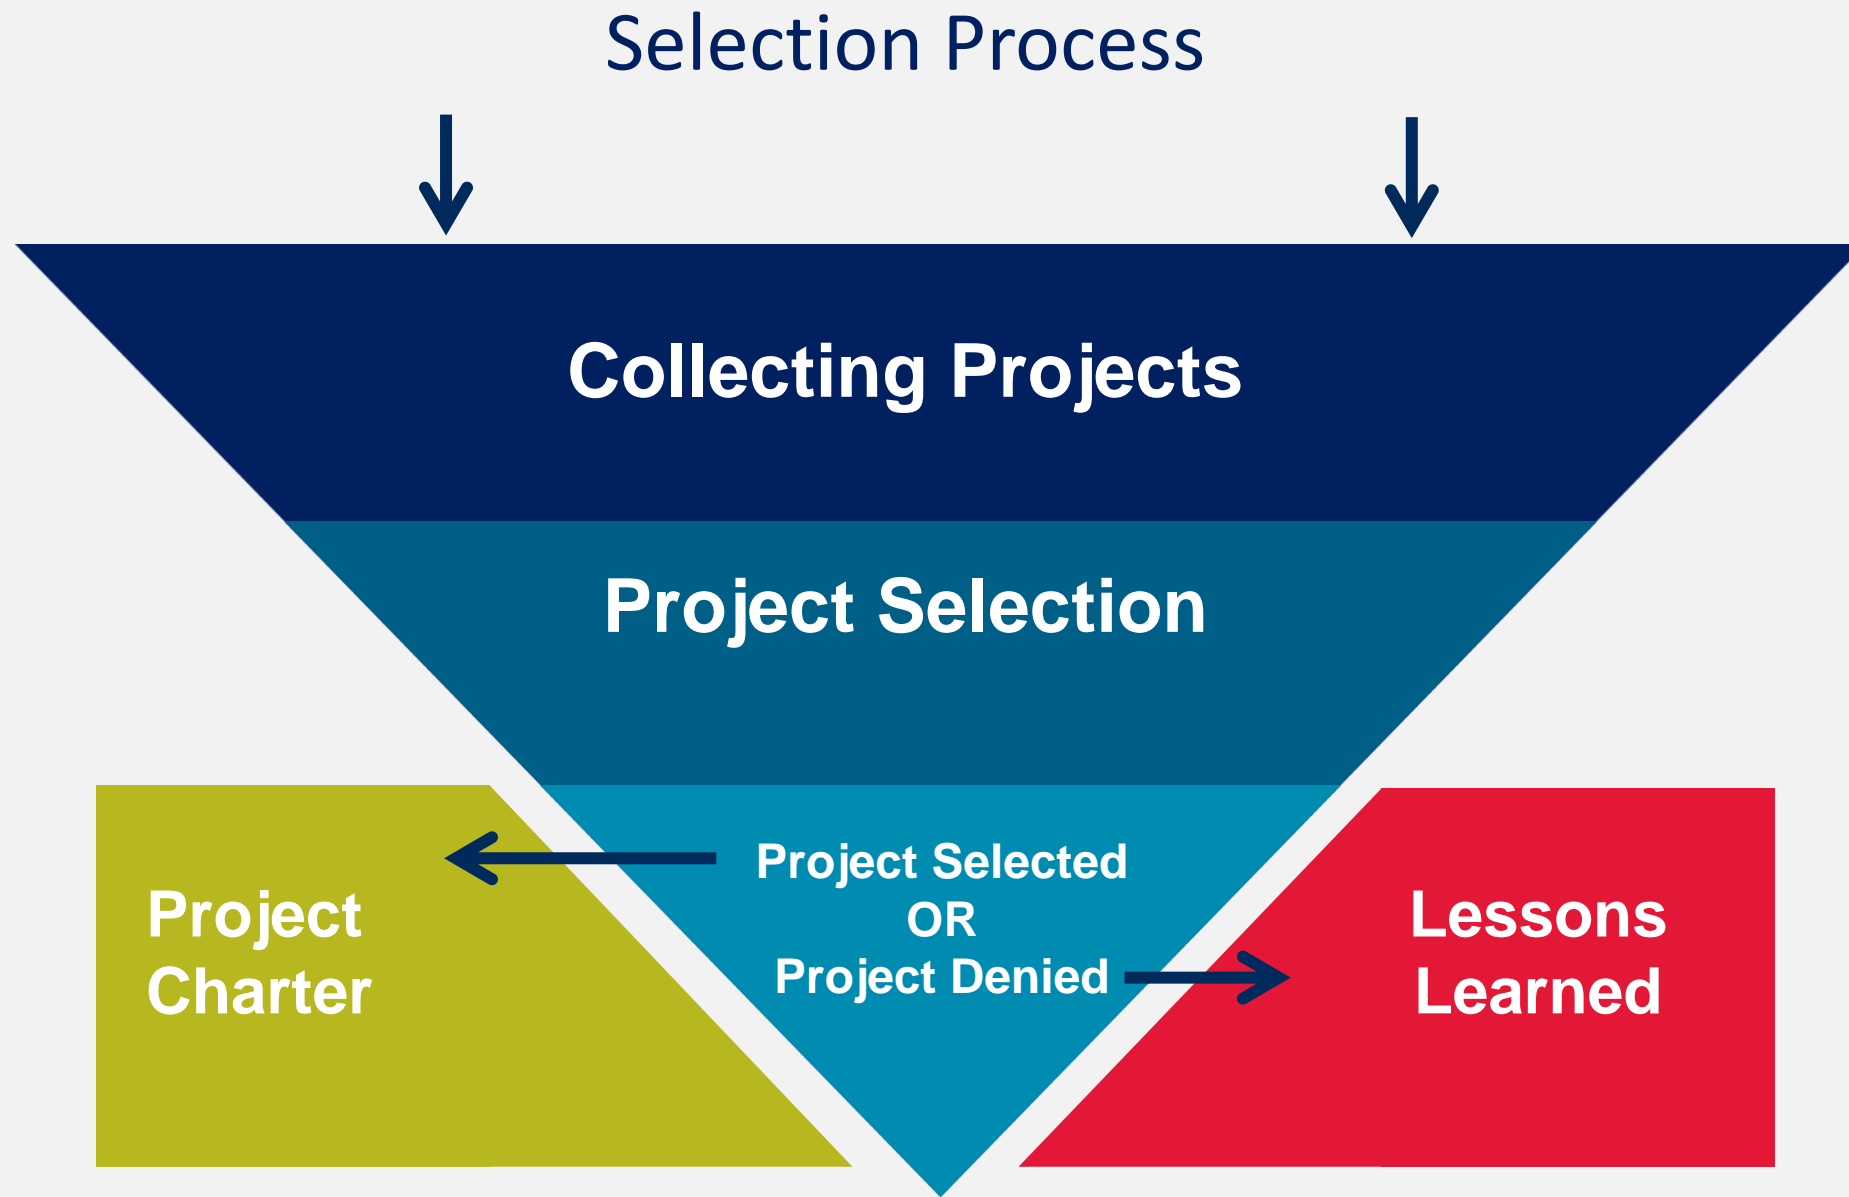 Selection Process
Collecting Projects
Project Selection
Project Selected
OR
Project Denied
Project
Charter
Lessons
Learned